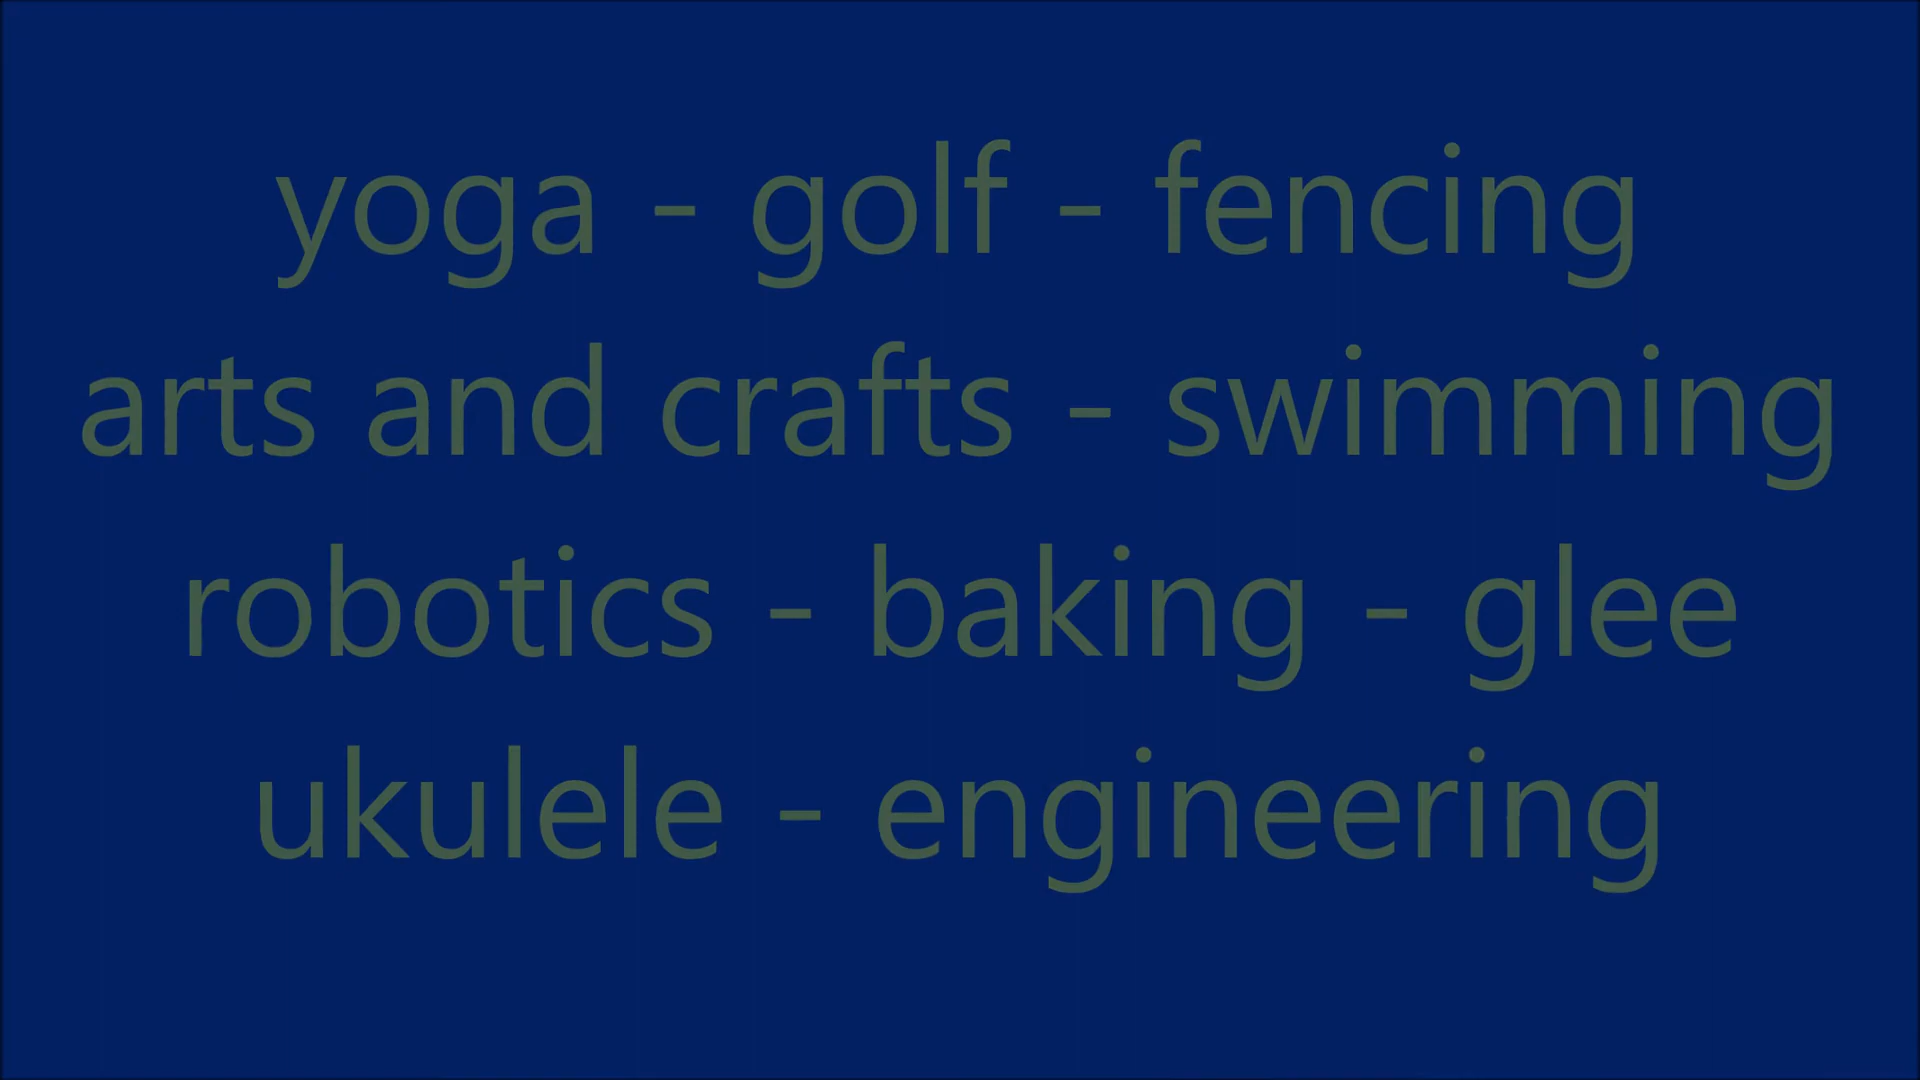 yoga - golf - fencing
arts and crafts - swimming
robotics - baking - glee
ukulele - engineering